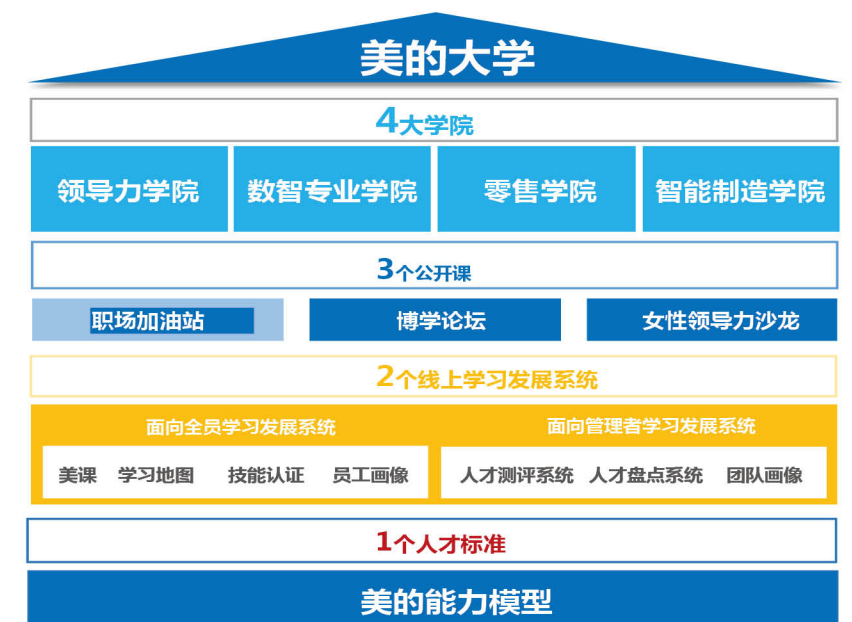 美的大学
4大学院
领导力学院 数智专业学院 零售学院 智能制造学院
3个公开课
职场加油站 博学论坛 女性领导力沙龙
2个线上学习发展系统
面向全员学习发展系统 面向管理者学习发展系统
美课 学习地图 技能认证 员工画像 人才测评系统 人才盘点系统 团队画像
1个人才标准
美的能力模型